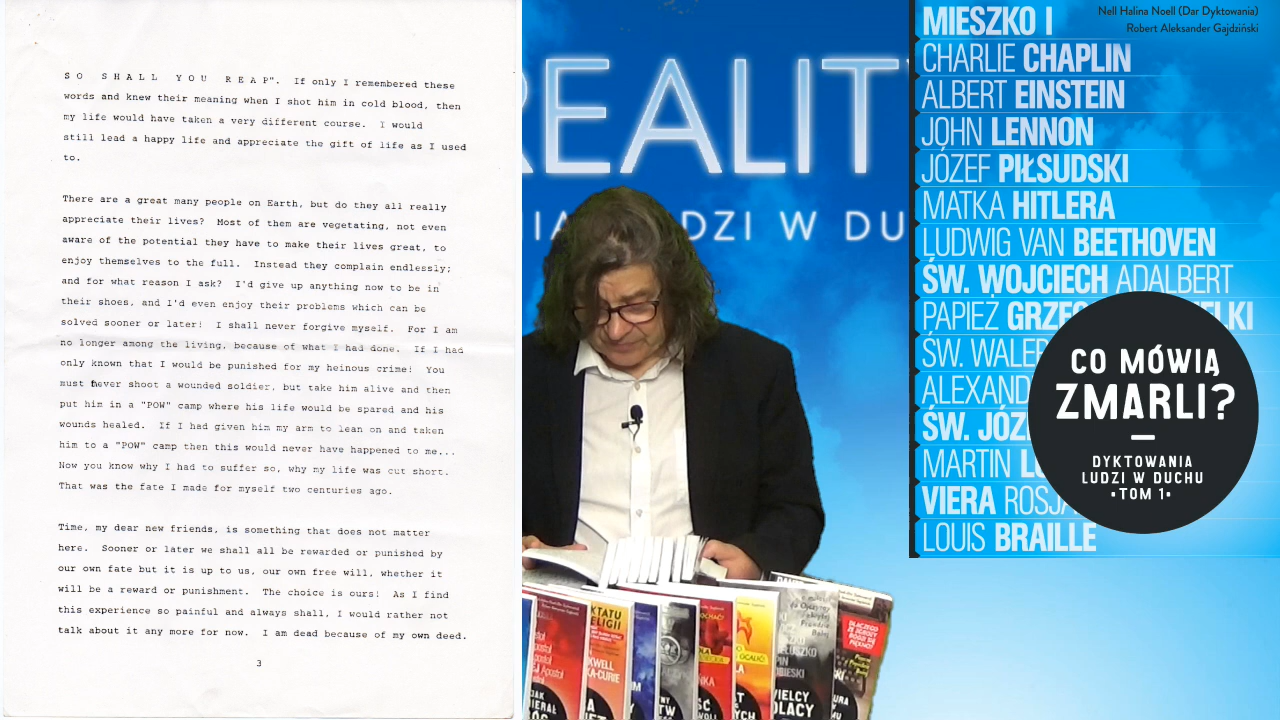 S O   S H A L L   Y O U   R E A P".  If only I remembered these
words and knew their meaning when I shot him in cold blood, then
my life would have taken a very different course.  I would
still lead a happy life and appreciate the gift of life as I used
to.
There are a great many people on Earth, but do they all really
appreciate their lives?  Most of them are vegetating, not even
aware of the potential they have to make their lives great, to
enjoy themselves to the full.  Instead they complain endlessly;
and for what reason I ask?  I'd give up anything now to be in
their shoes, and I'd even enjoy their problems which can be
solved sooner or later!  I shall never forgive myself.  For I am
no longer among the living, because of what I had done.  If I had
only known that I would be punished for my heinous crime!  You
must never shoot a wounded soldier, but take him alive and then
put him in a "POW" camp where his life would be spared and his
wounds healed.  If I had given him my arm to lean on and taken
him to a "POW" camp then this would never have happened to me...
Now you know why I had to suffer so, why my life was cut short.
That was the fate I made for myself two centuries ago.
Time, my dear new friends, is something that does not matter
here.  Sooner or later we shall all be rewarded or punished by
our own fate but it is up to us, our own free will, whether it
will be a reward or punishment.  The choice is ours!  As I find
this experience so painful and always shall, I would rather not
talk about it any more for now.  I am dead because of my own deed.
3
REALIT
DZI W DU
KTATU
XWELL
KA-CURIE
WIELCY
OLACY
Nell Halina Noell (Dar Dyktowania)
Robert Aleksander Gajdziński
MIESZKO I
CHARLIE CHAPLIN
ALBERT EINSTEIN
JOHN LENNON
JÓZEF PIŁSUDSKI
MATKA HITLERA
LUDWIG VAN BEETHOVEN
ŚW. WOJCIECH ADALBERT
PAPIEŻ GRZEG ELKI
ŚW. WALE
ALEXAND
ŚW. JÓZ
MARTIN LU
VIERA ROSJA
LOUIS BRAILLE
CO MÓWIĄ
ZMARLI?
DYKTOWANIA
LUDZI W DUCHU
•TOM 1•